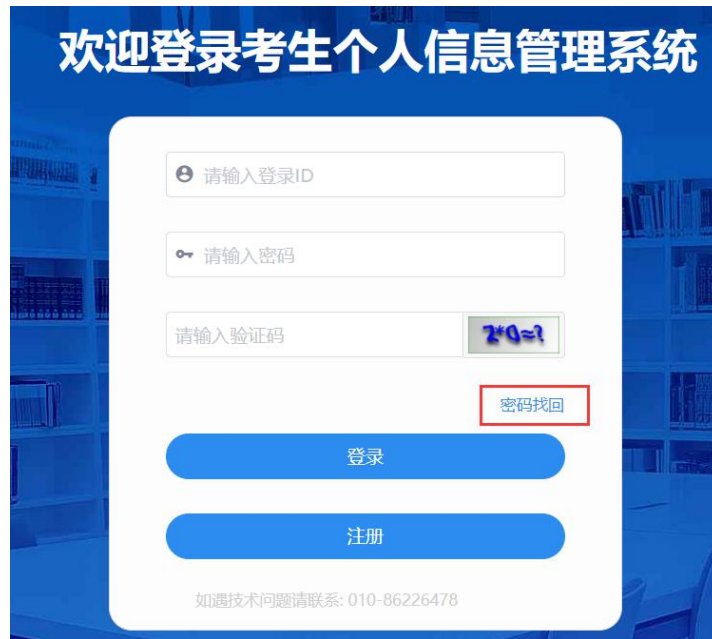 欢迎登录考生个人信息管理系统
请输入登录ID
请输入密码
请输入验证码
2*0=?
密码找回
登录
注册
如遇技术问题请联系: 010-86226478